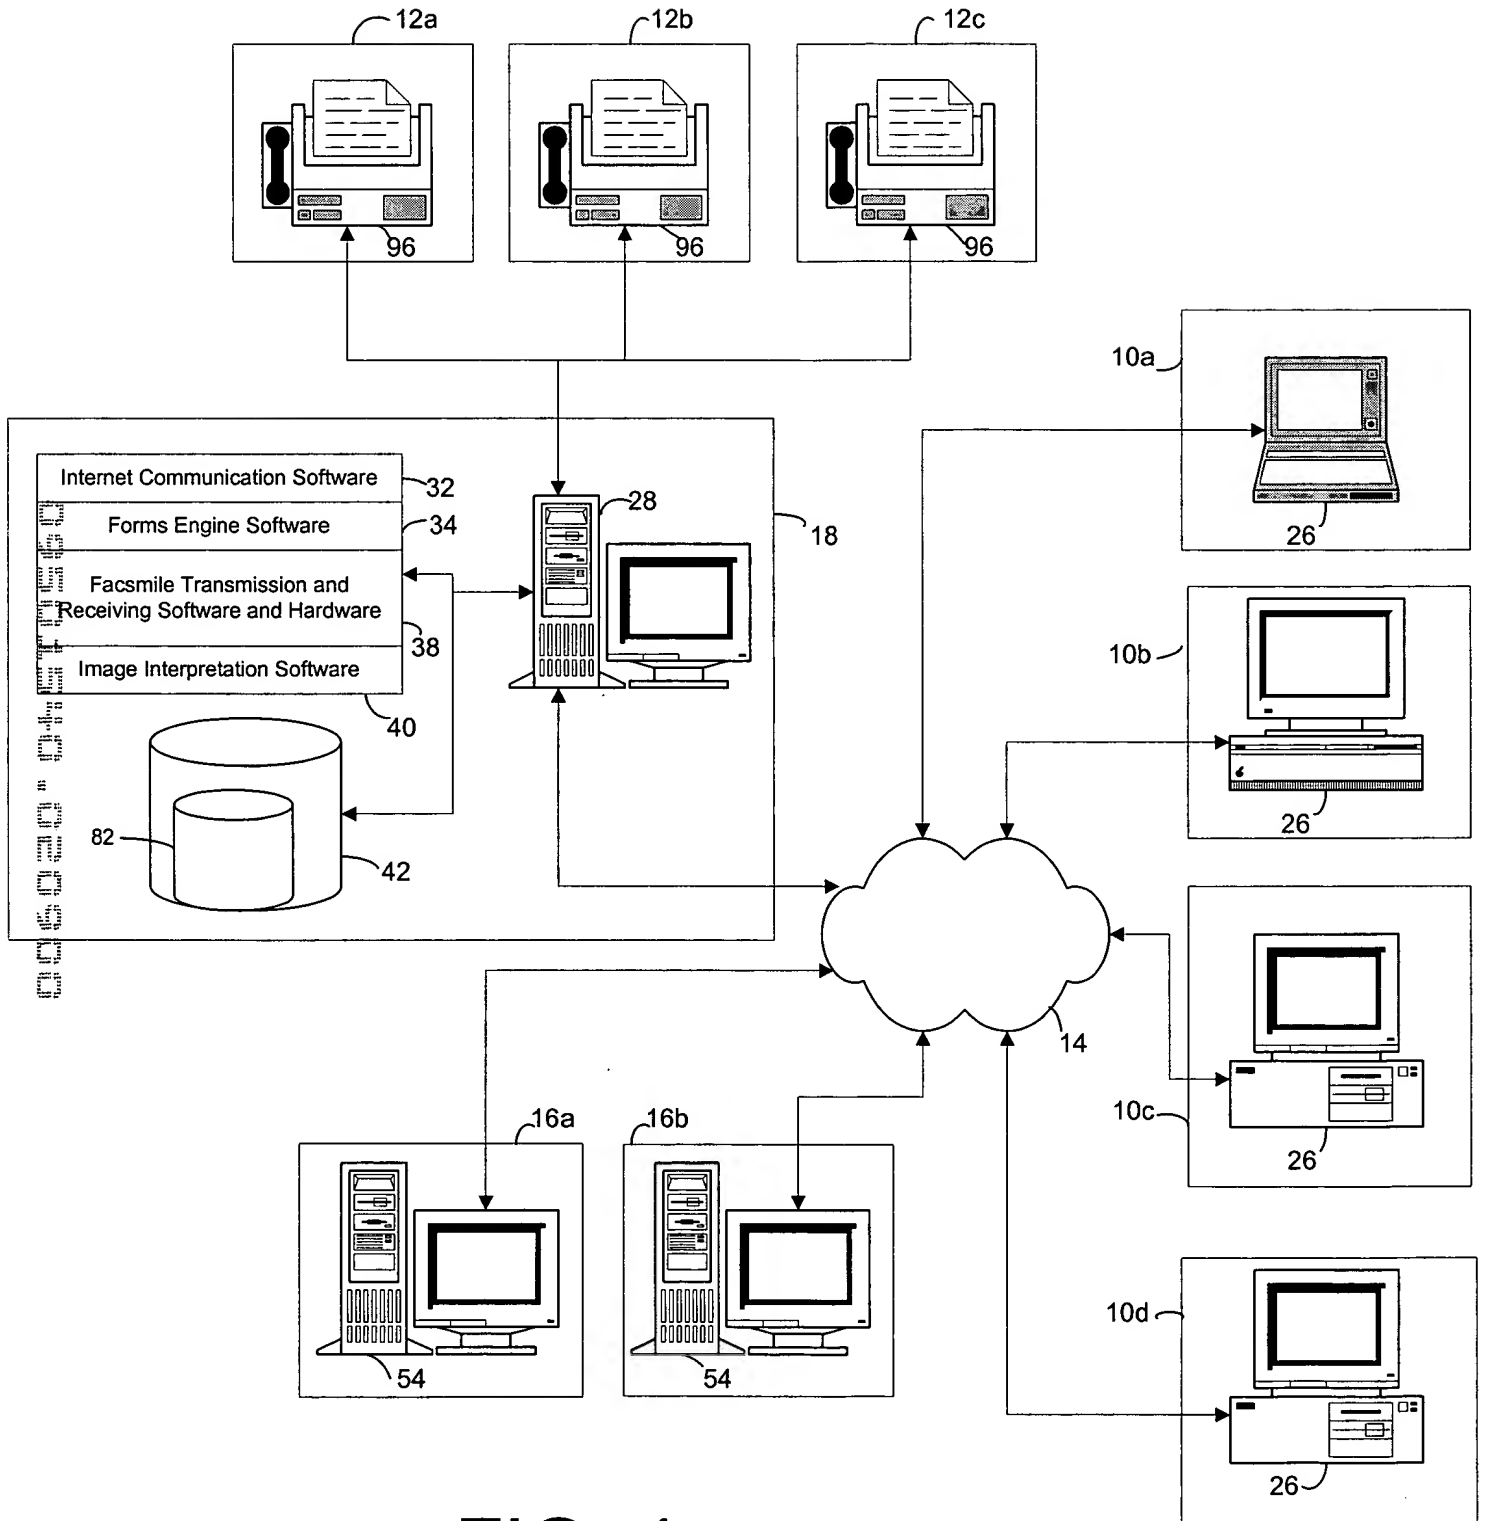 12a
12b
12c
96
96
96
10a
26
Internet Communication Software
32
Forms Engine Software
34
Facsmile Transmission and
Receiving Software and Hardware
38
Image Interpretation Software
40
28
18
10b
26
82
42
14
10c
26
16a
16b
54
54
10d
26